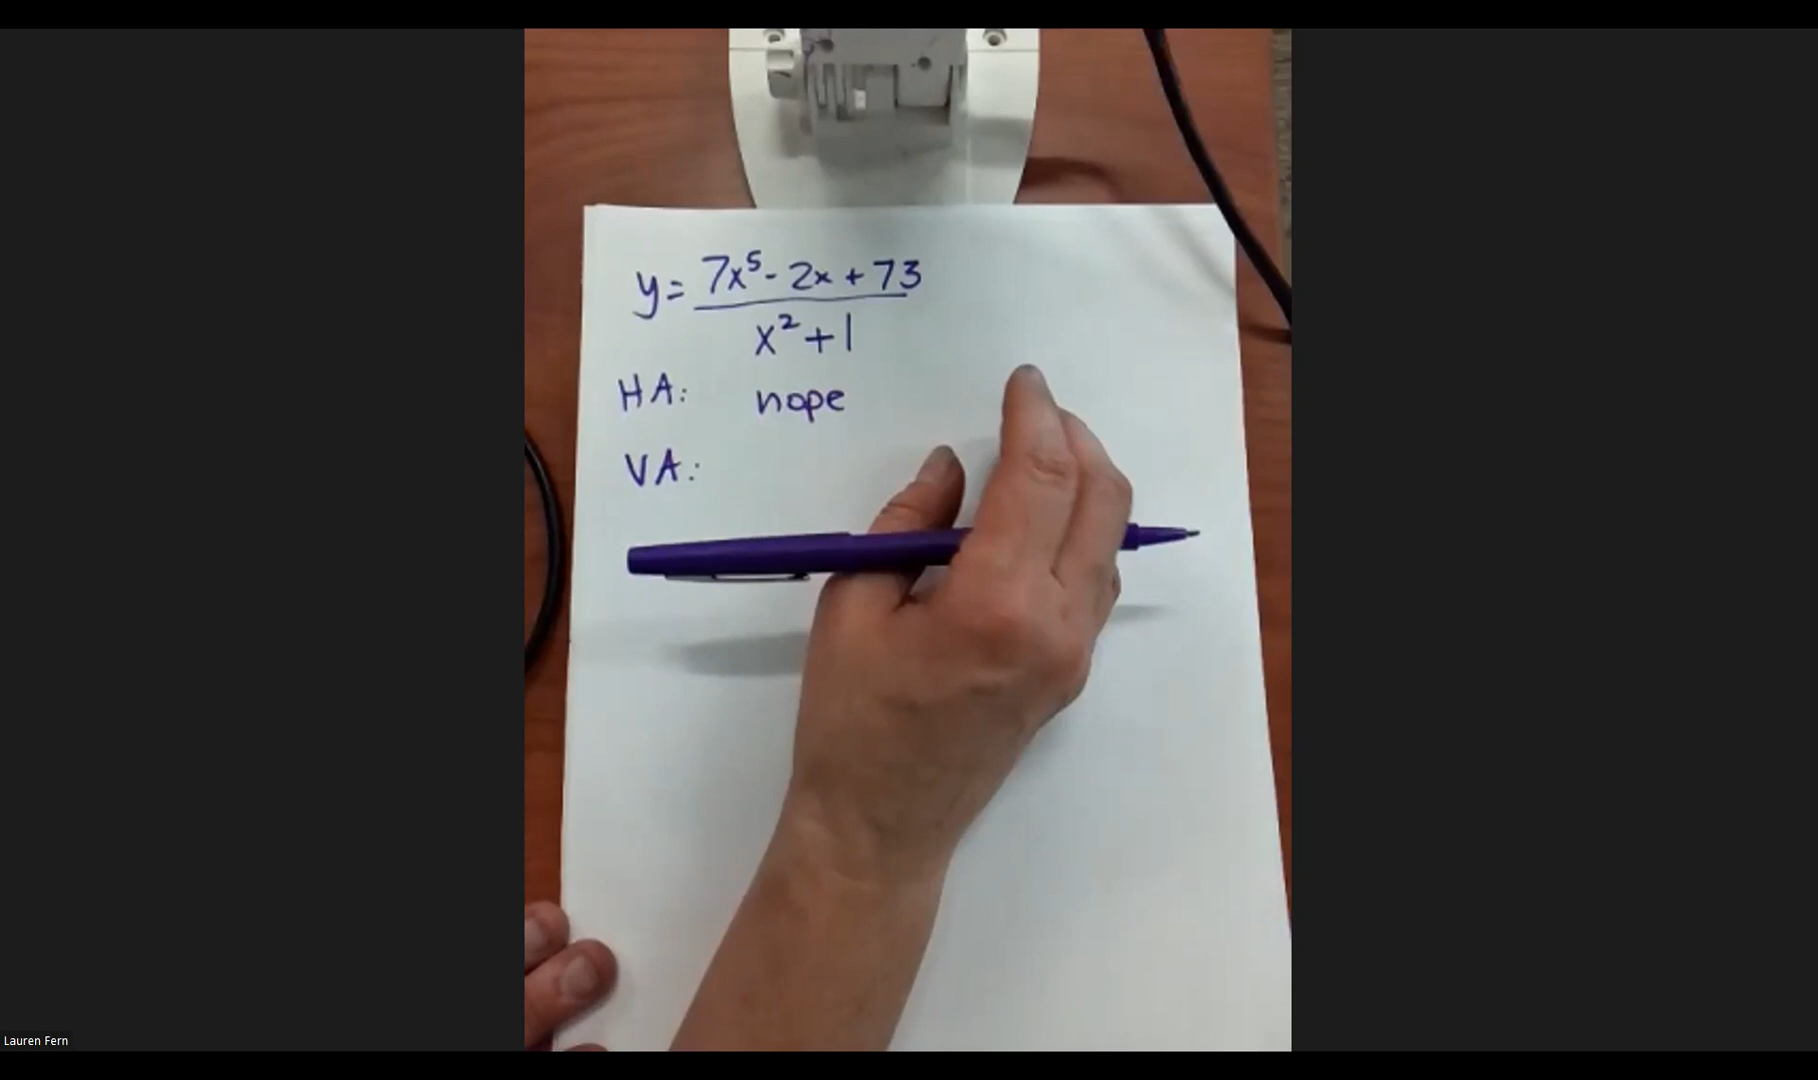 y = 7x⁵ - 2x + 73
x² + 1
HA: nope
VA:
Lauren Fern